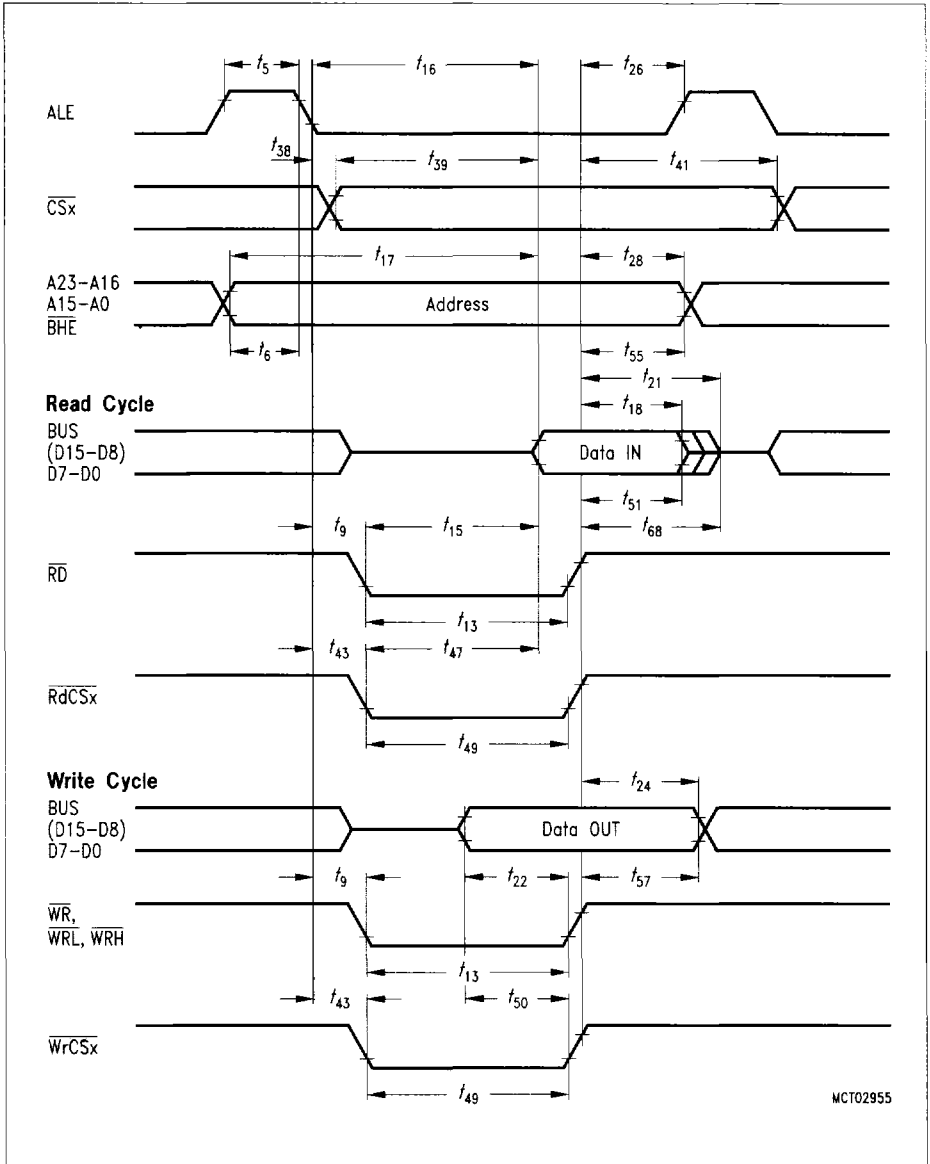 t5 t16 t26
ALE
t38 t39 t41
CSx
t17 t28
A23-A16
A15-A0
BHE
Address
t6 t55
t21
Read Cycle
t18
BUS
(D15-D8)
D7-D0
Data IN
t51
t9 t15 t68
RD
t13
t43 t47
RdCSx
t49
Write Cycle
t24
BUS
(D15-D8)
D7-D0
Data OUT
t9 t22 t57
WR,
WRL, WRH
t13
t43 t50
WrCSx
t49
MCT02955